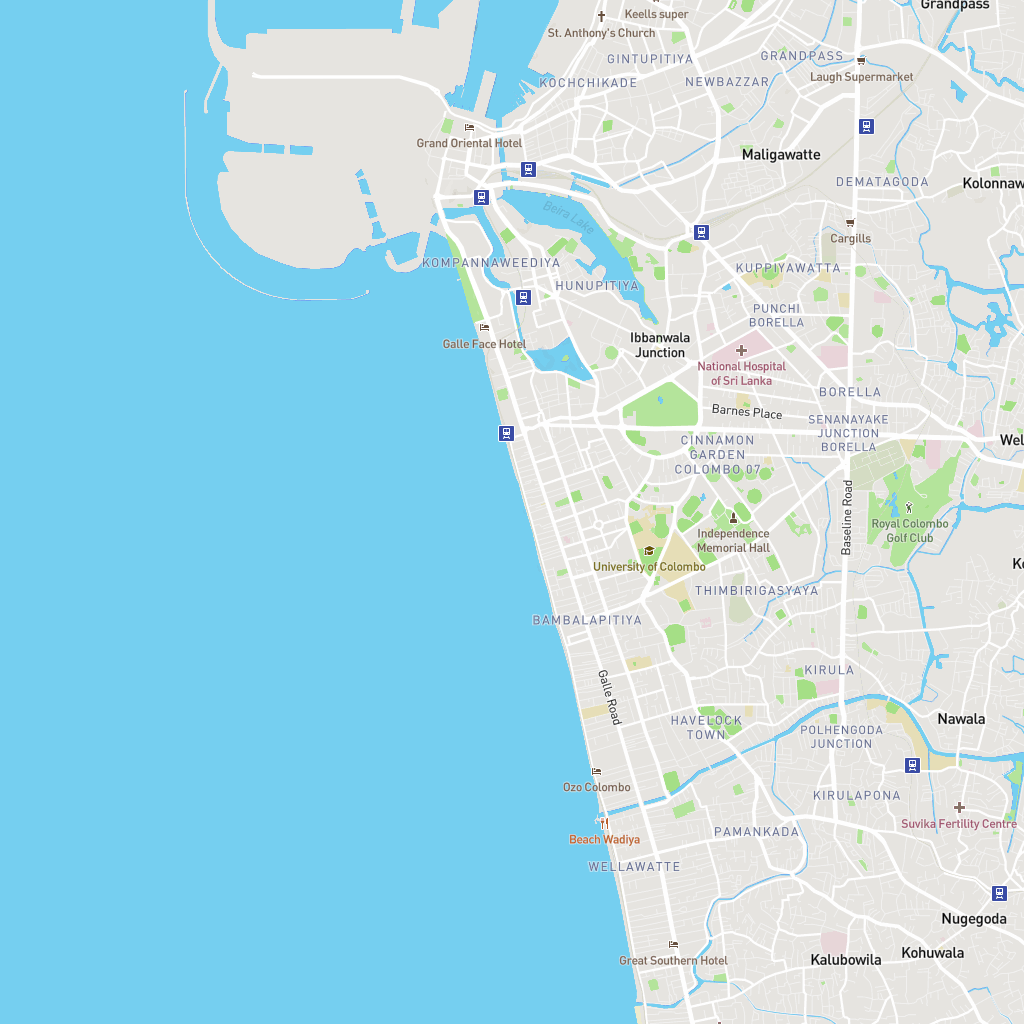 Grandpass
Keells super
St. Anthony's Church
GINTUPITIYA
GRANDPASS
Laugh Supermarket
KOCHCHIKADE
NEWBAZZAR
Grand Oriental Hotel
Maligawatte
DEMATAGODA
Kolonnaw
Beira Lake
Cargills
KOMPANNAWEEDIYA
KUPPIYAWATTA
HUNUPITIYA
PUNCHI
BORELLA
Ibbanwala
Junction
Galle Face Hotel
National Hospital
of Sri Lanka
BORELLA
Barnes Place
SENANAYAKE
JUNCTION
BORELLA
CINNAMON
GARDEN
COLOMBO 07
Wel
Baseline Road
Royal Colombo
Golf Club
Independence
Memorial Hall
University of Colombo
Ko
THIMBIRIGASYAYA
BAMBALAPITIYA
KIRULA
Galle Road
HAVELOCK
TOWN
Nawala
POLHENGODA
JUNCTION
Ozo Colombo
KIRULAPONA
Suvika Fertility Centre
PAMANKADA
Beach Wadiya
WELLAWATTE
Nugegoda
Kohuwala
Kalubowila
Great Southern Hotel